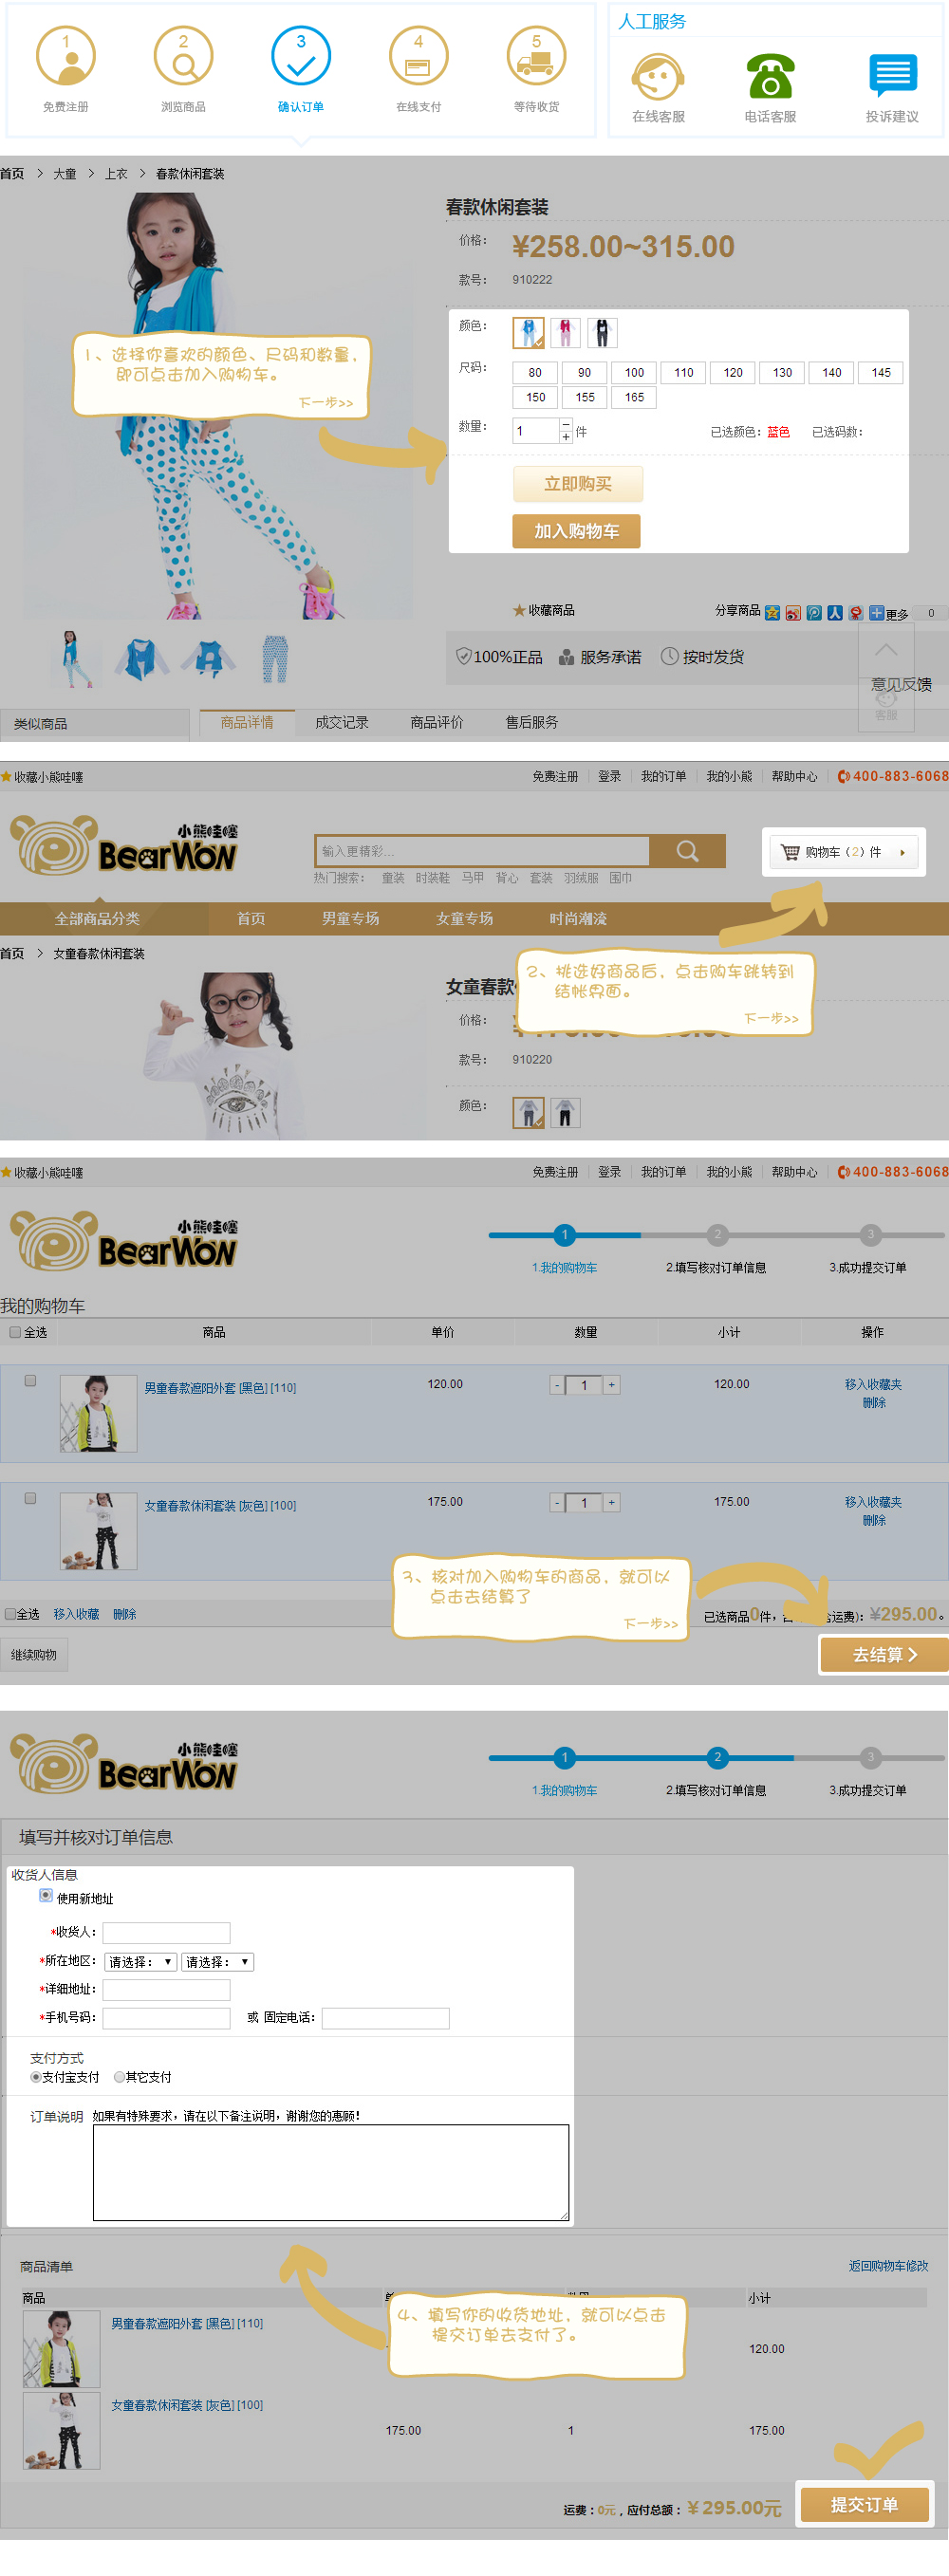 1 2 3 4 5
免费注册 浏览商品 确认订单 在线支付 等待收货
人工服务
在线客服 电话客服 投诉建议
首页 > 大童 > 上衣 > 春款休闲套装
春款休闲套装
价格： ¥258.00~315.00
款号： 910222
颜色：
尺码： 80 90 100 110 120 130 140 145
150 155 165
数量： 1 - + 件 已选颜色：蓝色 已选码数：
立即购买
加入购物车
1、选择你喜欢的颜色、尺码和数量，
即可点击加入购物车。
下一步>>
收藏商品 分享商品 更多 0
100%正品 服务承诺 按时发货
意见反馈
客服
类似商品 商品详情 成交记录 商品评价 售后服务
收藏小熊哇噻 免费注册 登录 我的订单 我的小熊 帮助中心 400-883-6068
小熊哇噻
BearWow
输入更精彩...
购物车（2）件
热门搜索： 童装 时装鞋 马甲 背心 套装 羽绒服 围巾
全部商品分类 首页 男童专场 女童专场 时尚潮流
首页 > 女童春款休闲套装
女童春款
2、挑选好商品后，点击购车跳转到
结帐界面。
下一步>>
价格：
款号： 910220
颜色：
收藏小熊哇噻 免费注册 登录 我的订单 我的小熊 帮助中心 400-883-6068
小熊哇噻
BearWow
1 2 3
1.我的购物车 2.填写核对订单信息 3.成功提交订单
我的购物车
全选 商品 单价 数量 小计 操作
男童春款遮阳外套 [黑色] [110] 120.00 - 1 + 120.00 移入收藏夹
删除
女童春款休闲套装 [灰色] [100] 175.00 - 1 + 175.00 移入收藏夹
删除
3、核对加入购物车的商品，就可以
点击去结算了
下一步>>
全选 移入收藏 删除 已选商品0件， 运费)： ¥295.00。
继续购物 去结算 >
小熊哇噻
BearWow
1 2 3
1.我的购物车 2.填写核对订单信息 3.成功提交订单
填写并核对订单信息
收货人信息
使用新地址
*收货人：
*所在地区： 请选择： 请选择：
*详细地址：
*手机号码： 或 固定电话：
支付方式
支付宝支付 其它支付
订单说明 如果有特殊要求，请在以下备注说明，谢谢您的惠顾！
商品清单 返回购物车修改
商品 小计
男童春款遮阳外套 [黑色] [110] 120.00
4、填写你的收货地址，就可以点击
提交订单去支付了。
女童春款休闲套装 [灰色] [100] 175.00 1 175.00
运费：0元，应付总额：¥295.00元
提交订单